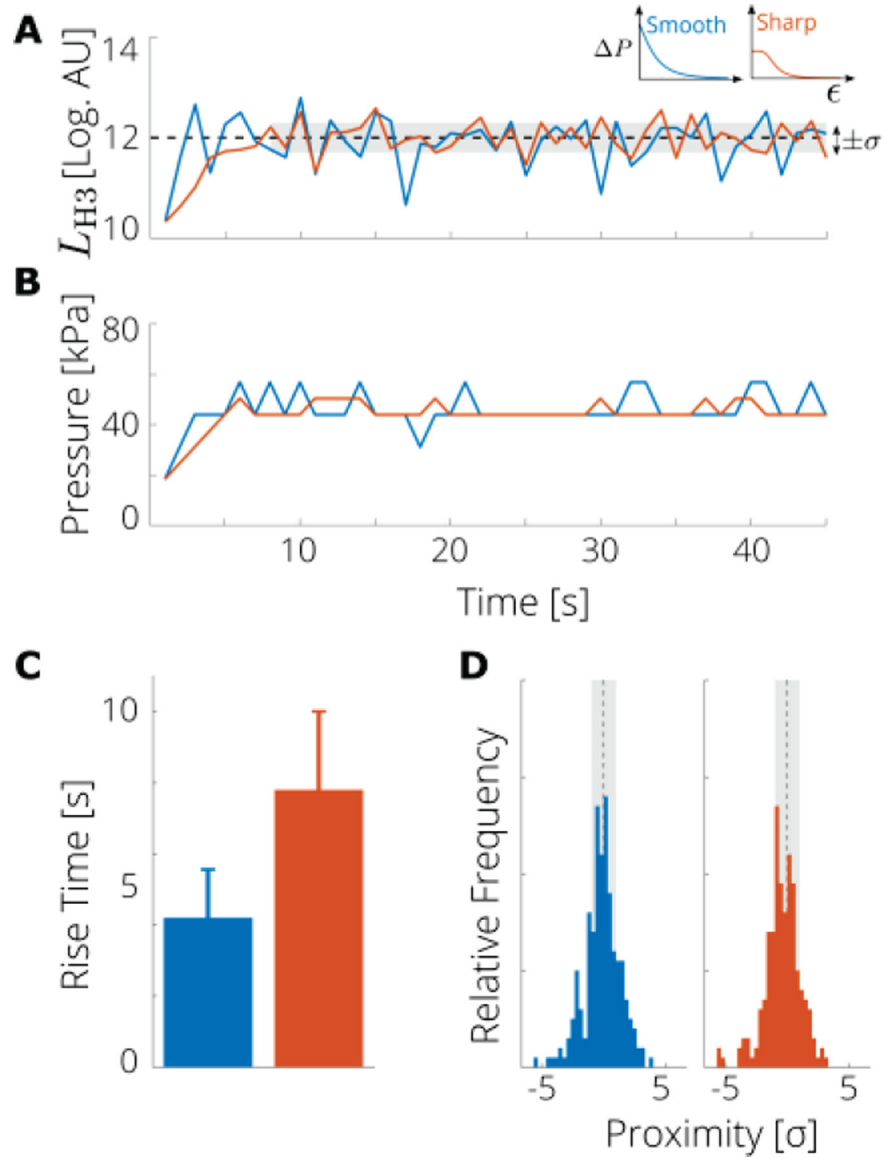 A
L_H3 [Log. AU]
14
12
10
ΔP
Smooth
Sharp
ϵ
±σ
B
Pressure [kPa]
80
40
0
10 20 30 40
Time [s]
C
Rise Time [s]
10
5
0
D
Relative Frequency
-5 5 -5 5
Proximity [σ]